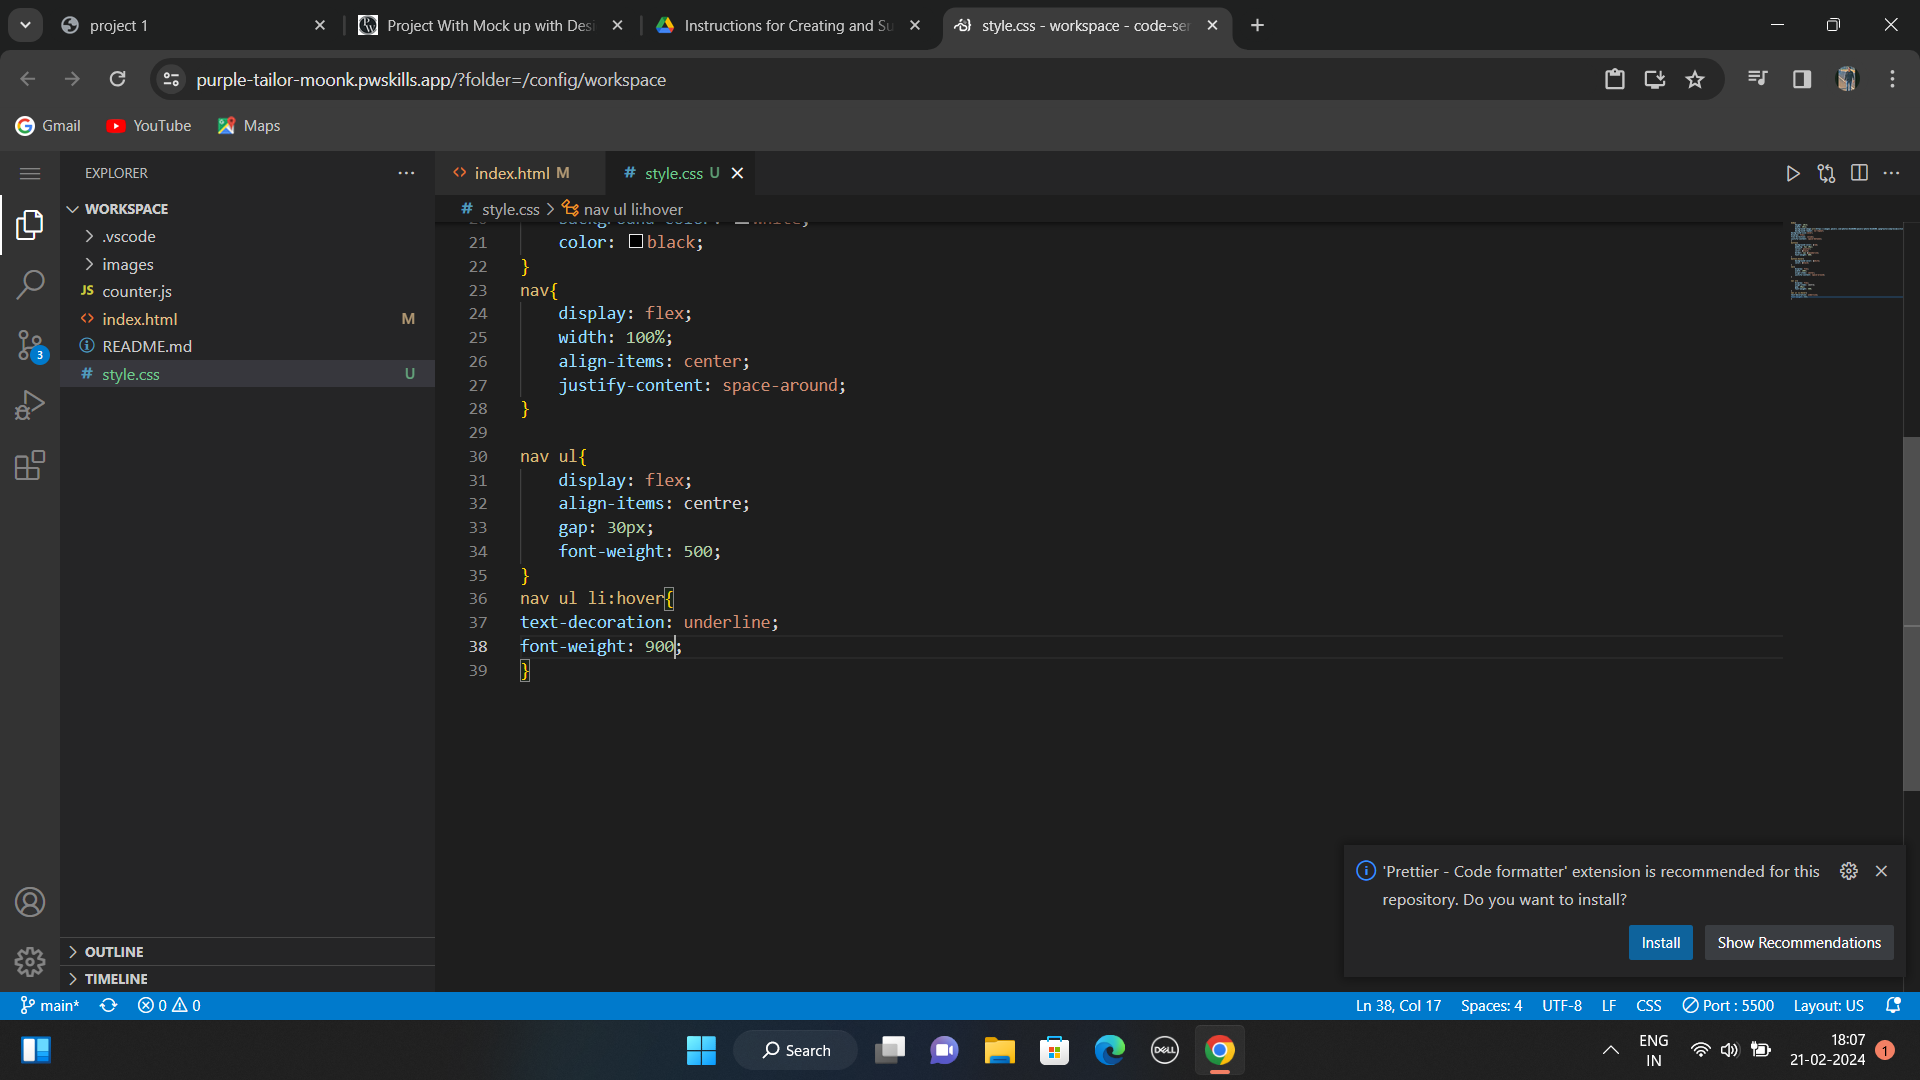 project 1
Project With Mock up with Desi
Instructions for Creating and Su
style.css - workspace - code-ser
purple-tailor-moonk.pwskills.app/?folder=/config/workspace
Gmail
YouTube
Maps
EXPLORER
index.html M
# style.css U
WORKSPACE
# style.css > nav ul li:hover
.vscode
images
JS counter.js
index.html M
README.md
# style.css U
21 color: black;
22 }
23 nav{
24 display: flex;
25 width: 100%;
26 align-items: center;
27 justify-content: space-around;
28 }
29
30 nav ul{
31 display: flex;
32 align-items: centre;
33 gap: 30px;
34 font-weight: 500;
35 }
36 nav ul li:hover{
37 text-decoration: underline;
38 font-weight: 900;
39 }
3
'Prettier - Code formatter' extension is recommended for this
repository. Do you want to install?
Install
Show Recommendations
OUTLINE
TIMELINE
main*
0 0
Ln 38, Col 17
Spaces: 4
UTF-8
LF
CSS
Port : 5500
Layout: US
Search
DELL
ENG
IN
18:07
21-02-2024
1